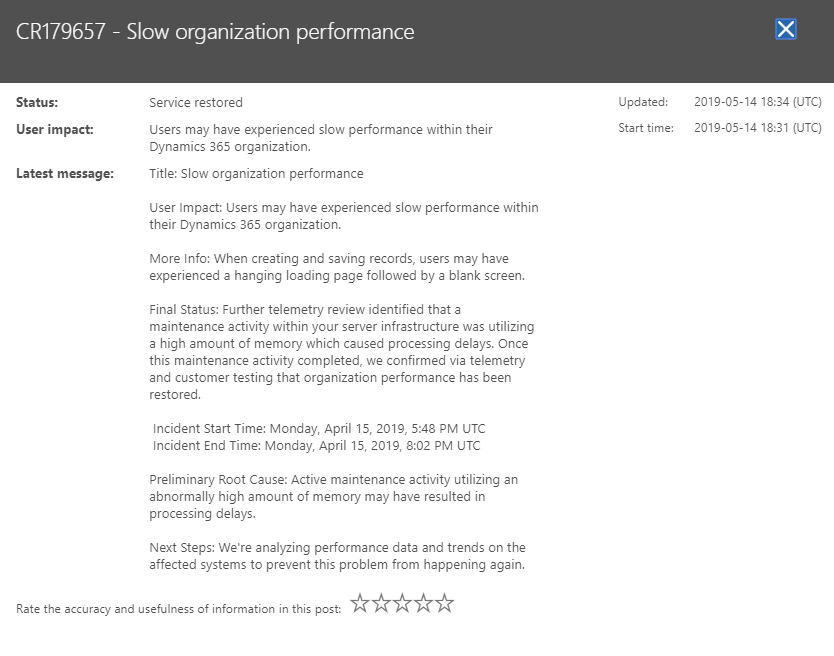 CR179657 - Slow organization performance
Status: Service restored
Updated: 2019-05-14 18:34 (UTC)
User impact: Users may have experienced slow performance within their
Dynamics 365 organization.
Start time: 2019-05-14 18:31 (UTC)
Latest message: Title: Slow organization performance
User Impact: Users may have experienced slow performance within
their Dynamics 365 organization.
More Info: When creating and saving records, users may have
experienced a hanging loading page followed by a blank screen.
Final Status: Further telemetry review identified that a
maintenance activity within your server infrastructure was utilizing
a high amount of memory which caused processing delays. Once
this maintenance activity completed, we confirmed via telemetry
and customer testing that organization performance has been
restored.
Incident Start Time: Monday, April 15, 2019, 5:48 PM UTC
Incident End Time: Monday, April 15, 2019, 8:02 PM UTC
Preliminary Root Cause: Active maintenance activity utilizing an
abnormally high amount of memory may have resulted in
processing delays.
Next Steps: We're analyzing performance data and trends on the
affected systems to prevent this problem from happening again.
Rate the accuracy and usefulness of information in this post: